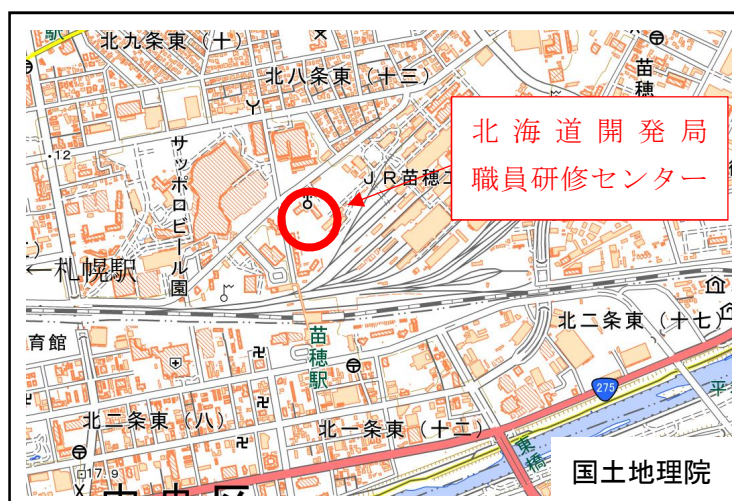 北九条東（十）
北八条東（十三）
苗穂
北海道開発局
職員研修センター
・12
サッポロビール園
JR苗穂工
←札幌駅
苗穂駅
北二条東（十七）
育館
275
平
北二条東（八）
北一条東（十二）
東橋
17.9
中央区
国土地理院